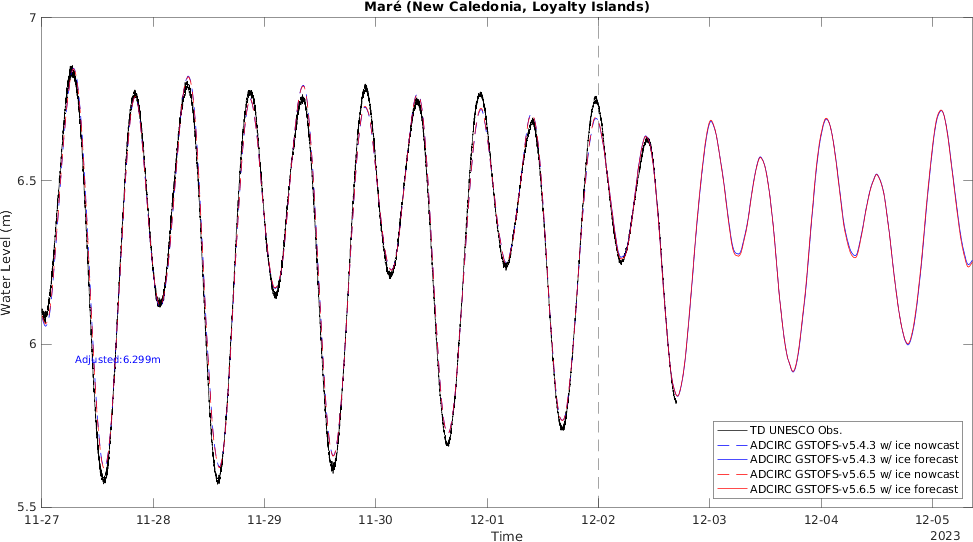 Maré (New Caledonia, Loyalty Islands)
7
6.5
6
5.5
Water Level (m)
Adjusted:6.299m
TD UNESCO Obs.
ADCIRC GSTOFS-v5.4.3 w/ ice nowcast
ADCIRC GSTOFS-v5.4.3 w/ ice forecast
ADCIRC GSTOFS-v5.6.5 w/ ice nowcast
ADCIRC GSTOFS-v5.6.5 w/ ice forecast
11-27 11-28 11-29 11-30 12-01 12-02 12-03 12-04 12-05
Time
2023